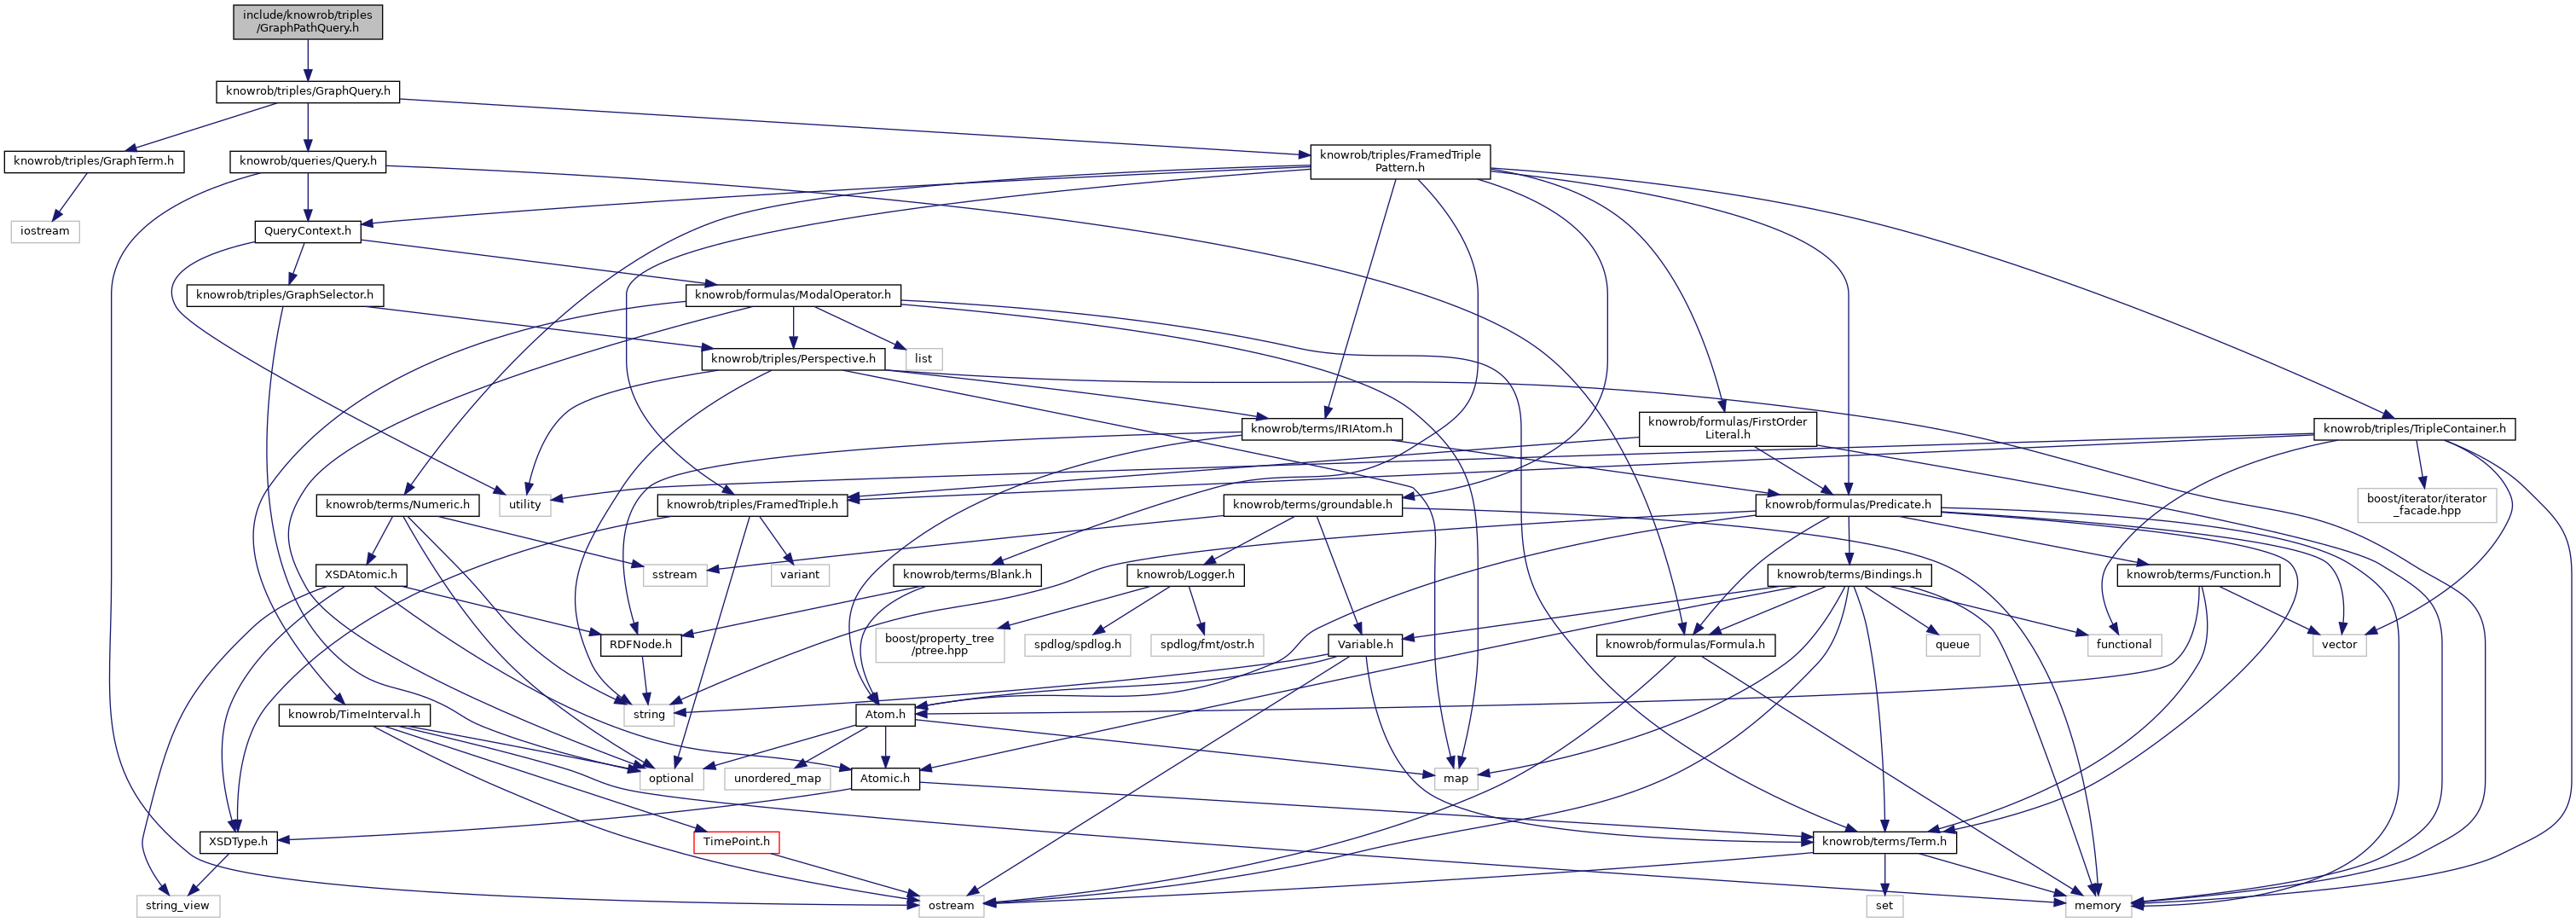 include/knowrob/triples
/GraphPathQuery.h
knowrob/triples/GraphQuery.h
knowrob/triples/GraphTerm.h
knowrob/queries/Query.h
knowrob/triples/FramedTriple
Pattern.h
iostream
QueryContext.h
knowrob/triples/GraphSelector.h
knowrob/formulas/ModalOperator.h
knowrob/triples/Perspective.h
list
knowrob/terms/IRIAtom.h
knowrob/formulas/FirstOrder
Literal.h
knowrob/triples/TripleContainer.h
knowrob/terms/Numeric.h
utility
knowrob/triples/FramedTriple.h
knowrob/terms/groundable.h
knowrob/formulas/Predicate.h
boost/iterator/iterator
_facade.hpp
XSDAtomic.h
sstream
variant
knowrob/terms/Blank.h
knowrob/Logger.h
knowrob/terms/Bindings.h
knowrob/terms/Function.h
RDFNode.h
boost/property_tree
/ptree.hpp
spdlog/spdlog.h
spdlog/fmt/ostr.h
Variable.h
knowrob/formulas/Formula.h
queue
functional
vector
knowrob/TimeInterval.h
string
Atom.h
optional
unordered_map
Atomic.h
map
XSDType.h
TimePoint.h
knowrob/terms/Term.h
string_view
ostream
set
memory